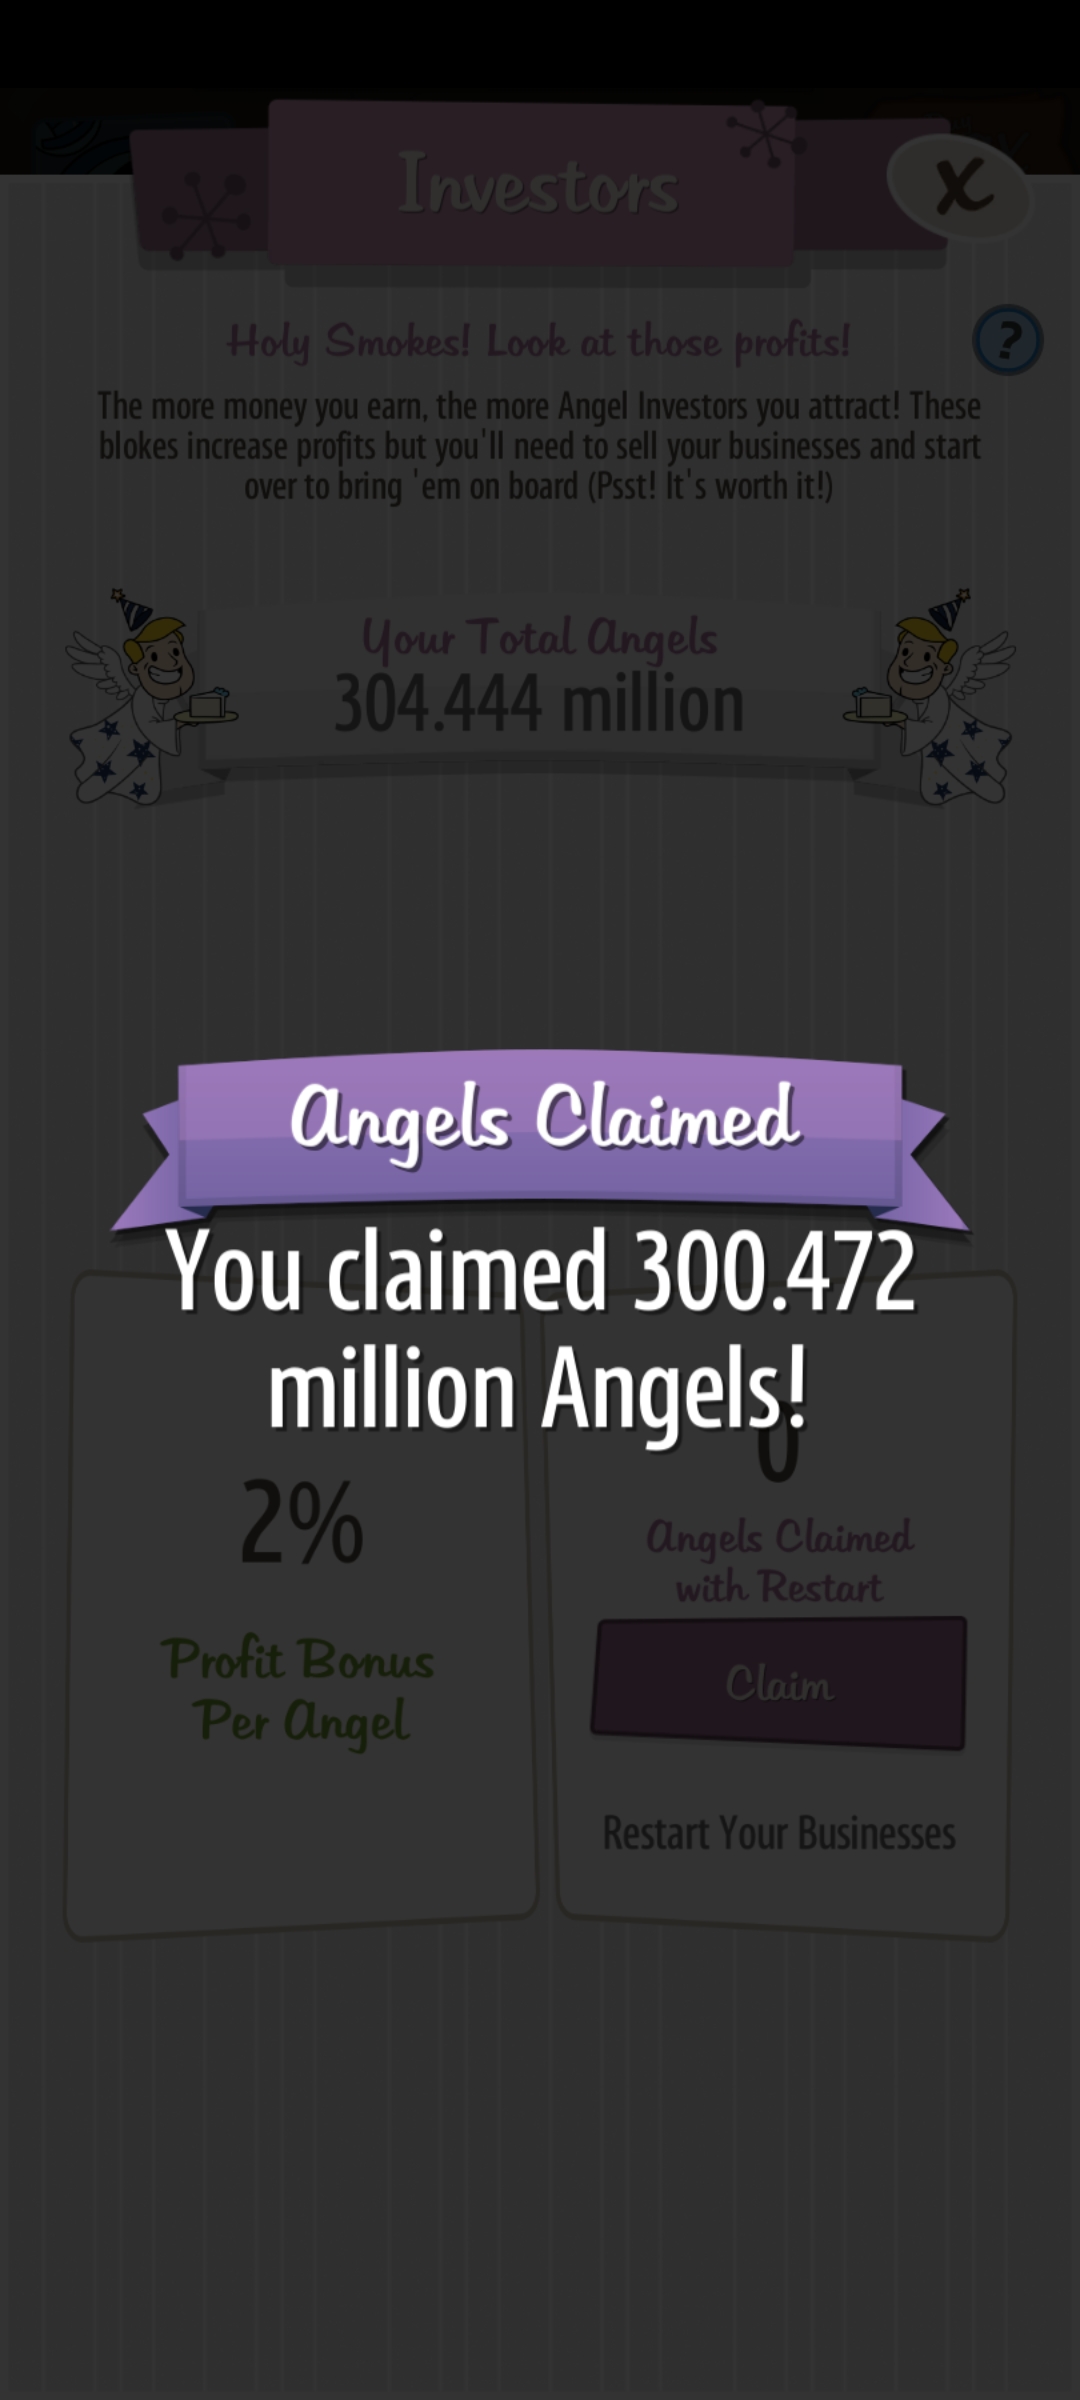 Investors
X
Holy Smokes! Look at those profits!
?
The more money you earn, the more Angel Investors you attract! These
blokes increase profits but you'll need to sell your businesses and start
over to bring 'em on board (Psst! It's worth it!)
Your Total Angels
304.444 million
Angels Claimed
You claimed 300.472
million Angels!
2%
Profit Bonus
Per Angel
0
Angels Claimed
with Restart
Claim
Restart Your Businesses